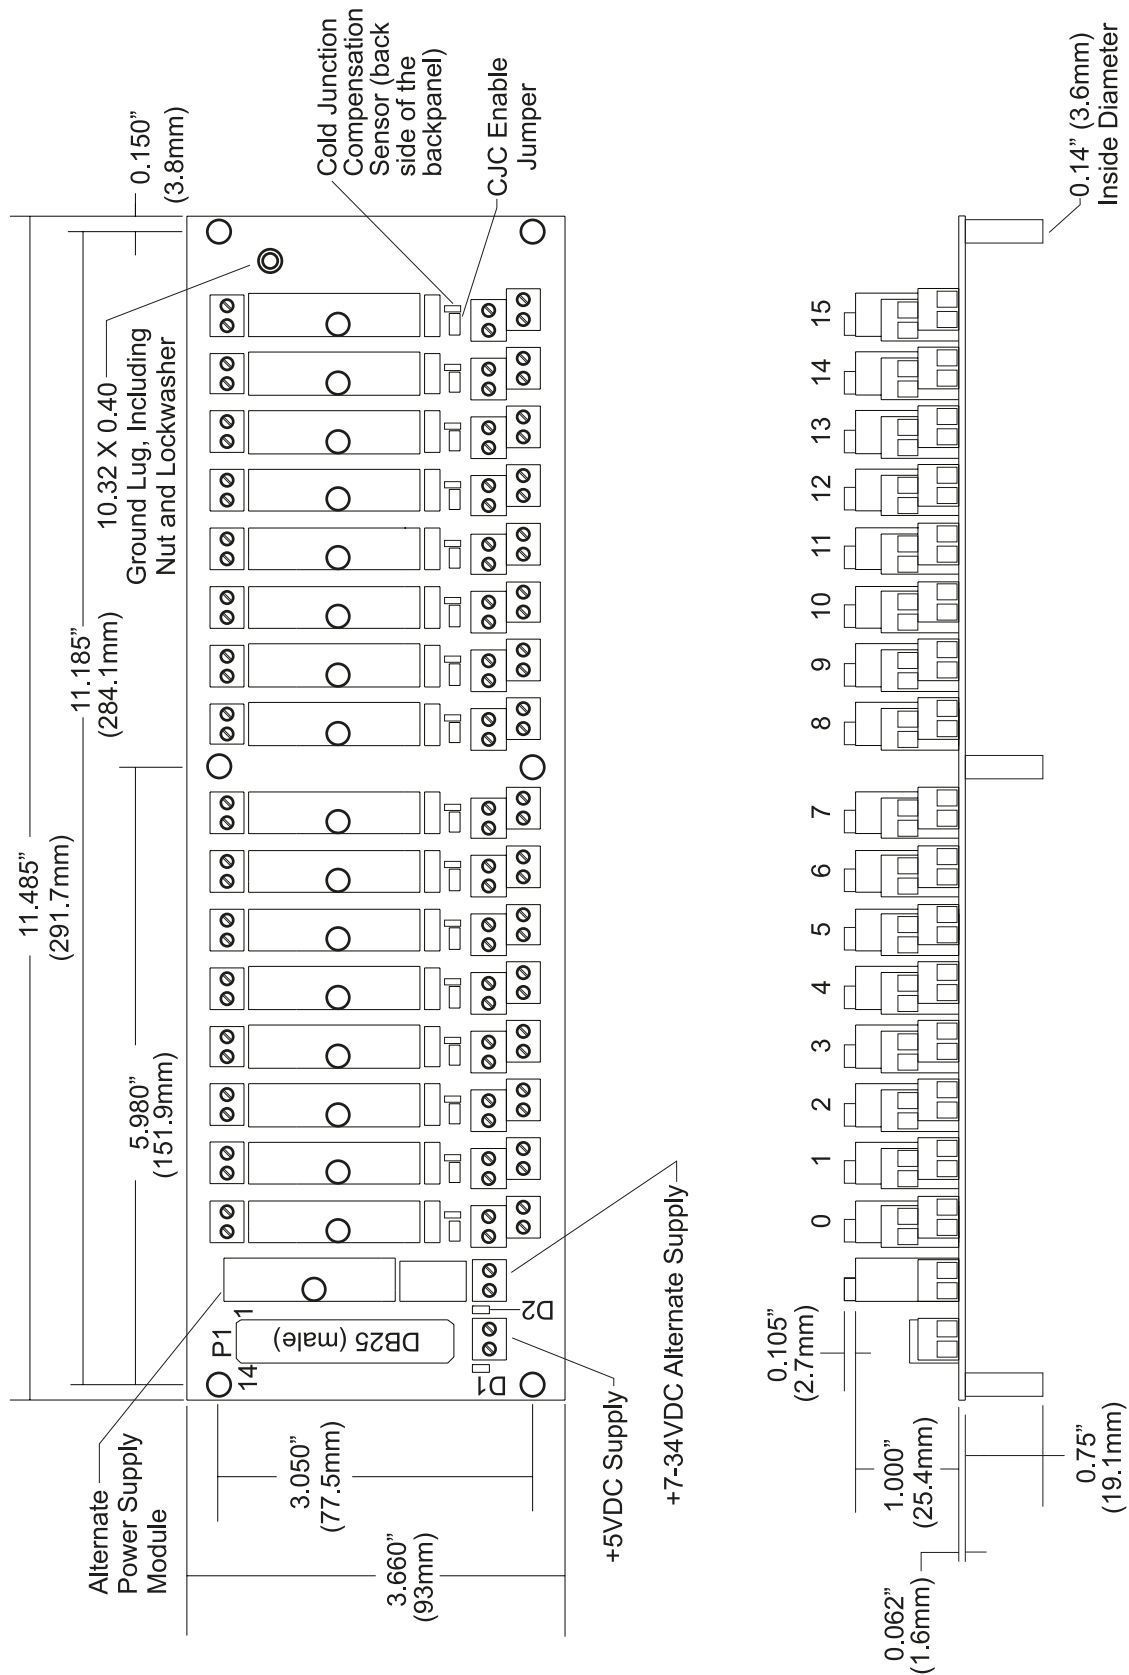 11.485”
(291.7mm)
11.185”
(284.1mm)
5.980”
(151.9mm)
0.150”
(3.8mm)
10.32 X 0.40
Ground Lug, Including
Nut and Lockwasher
Alternate
Power Supply
Module
Cold Junction
Compensation
Sensor (back
side of the
backpanel)
CJC Enable
Jumper
P1
14
1
DB25 (male)
D1
D2
3.050”
(77.5mm)
3.660”
(93mm)
+5VDC Supply
+7-34VDC Alternate Supply
0
1
2
3
4
5
6
7
8
9
10
11
12
13
14
15
0.105”
(2.7mm)
1.000”
(25.4mm)
0.062”
(1.6mm)
0.75”
(19.1mm)
0.14” (3.6mm)
Inside Diameter